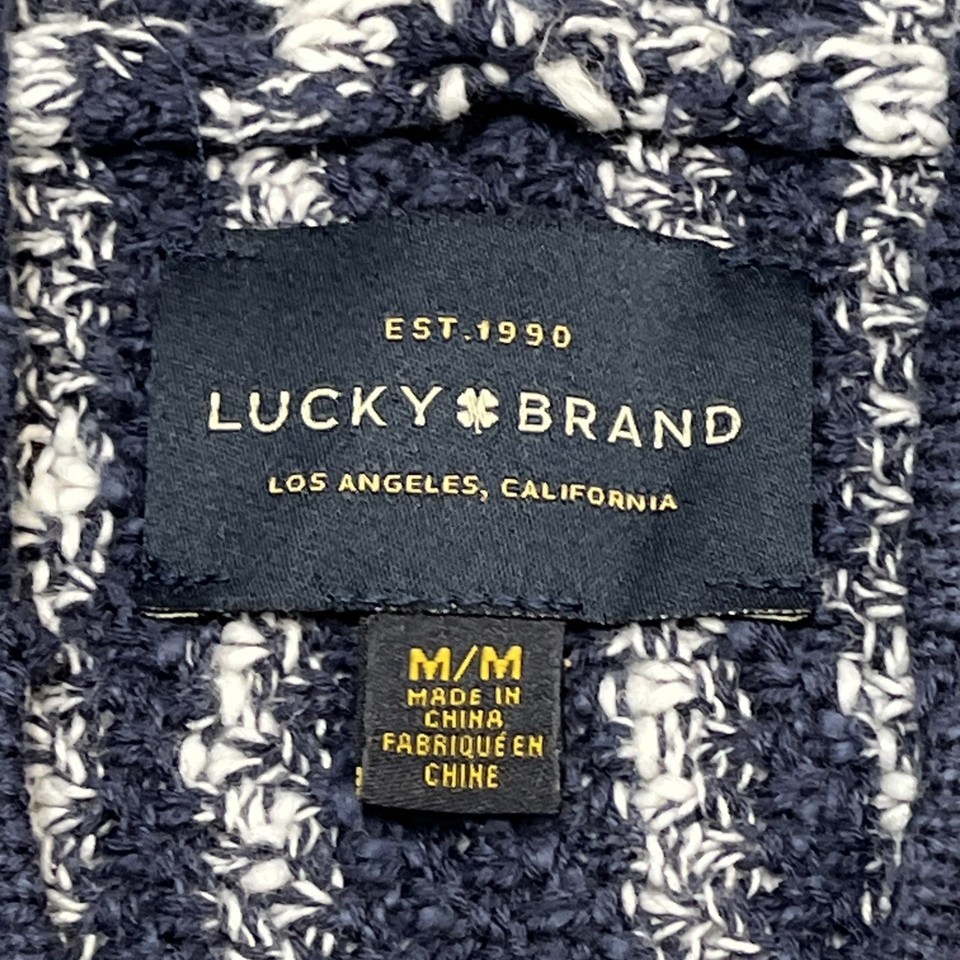 EST.1990
LUCKY BRAND
LOS ANGELES, CALIFORNIA
M/M
MADE IN
CHINA
FABRIQUÉ EN
CHINE